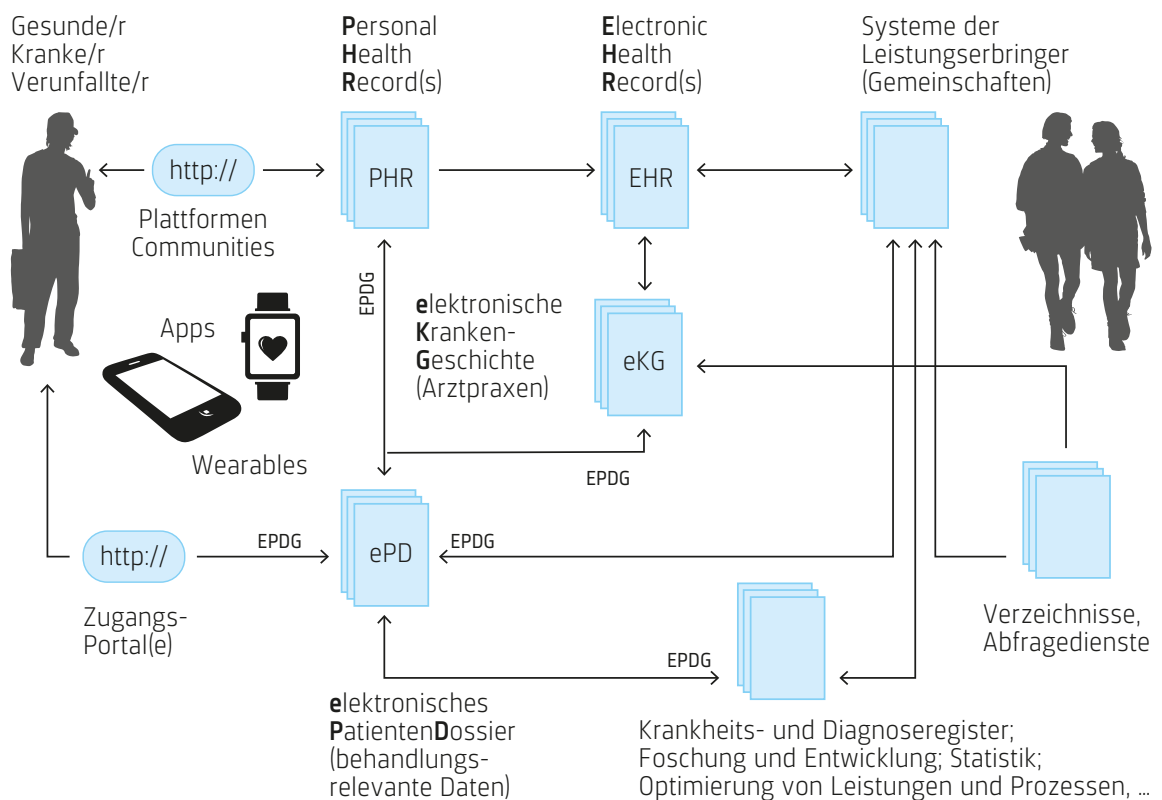 Gesunde/r
Kranke/r
Verunfallte/r
Personal
Health
Record(s)
Electronic
Health
Record(s)
Systeme der
Leistungserbringer
(Gemeinschaften)
http://
PHR
EHR
Plattformen
Communities
EPDG
elektronische
Kranken-
Geschichte
(Arztpraxen)
eKG
Apps
Wearables
EPDG
http://
EPDG
ePD
EPDG
Zugangs-
Portal(e)
Verzeichnisse,
Abfragedienste
EPDG
elektronisches
PatientenDossier
(behandlungs-
relevante Daten)
Krankheits- und Diagnoseregister;
Foschung und Entwicklung; Statistik;
Optimierung von Leistungen und Prozessen, ...